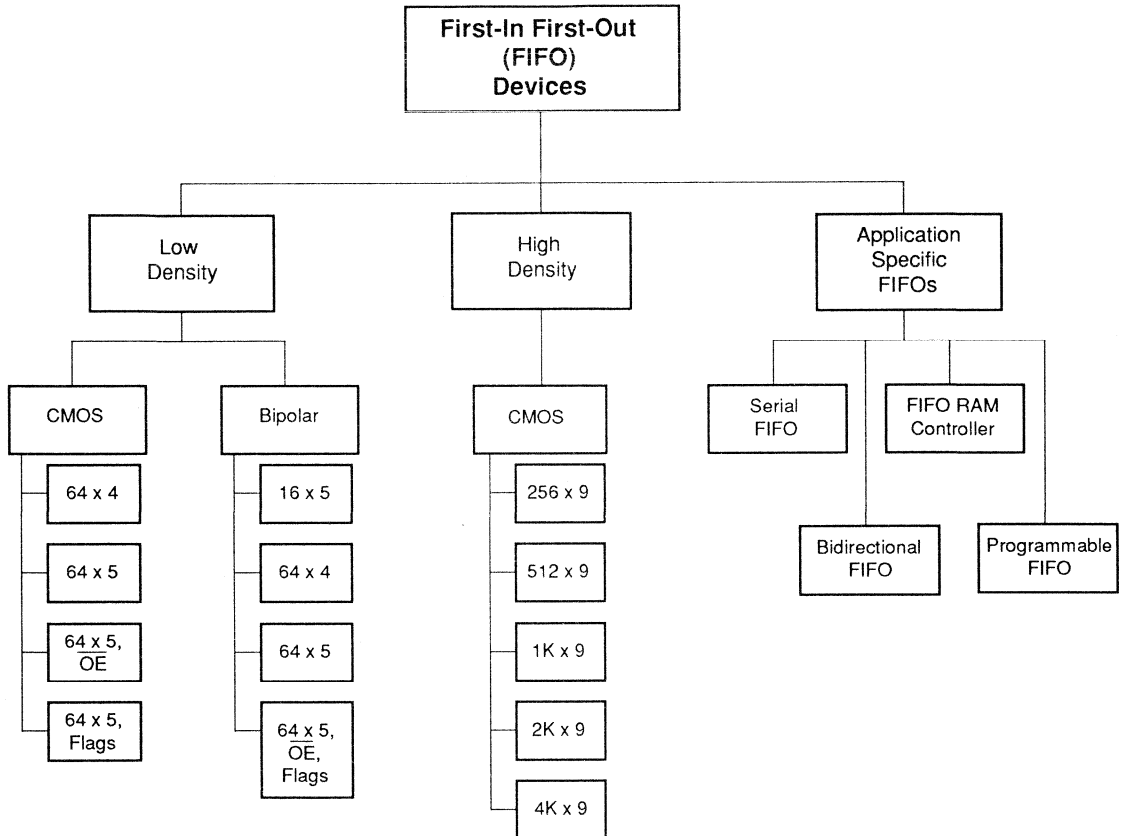 First-In First-Out
(FIFO)
Devices
Low
Density
High
Density
Application
Specific
FIFOs
CMOS
Bipolar
CMOS
Serial
FIFO
FIFO RAM
Controller
Bidirectional
FIFO
Programmable
FIFO
64 x 4
64 x 5
64 x 5,
O̅E̅
64 x 5,
Flags
16 x 5
64 x 4
64 x 5
64 x 5,
O̅E̅,
Flags
256 x 9
512 x 9
1K x 9
2K x 9
4K x 9